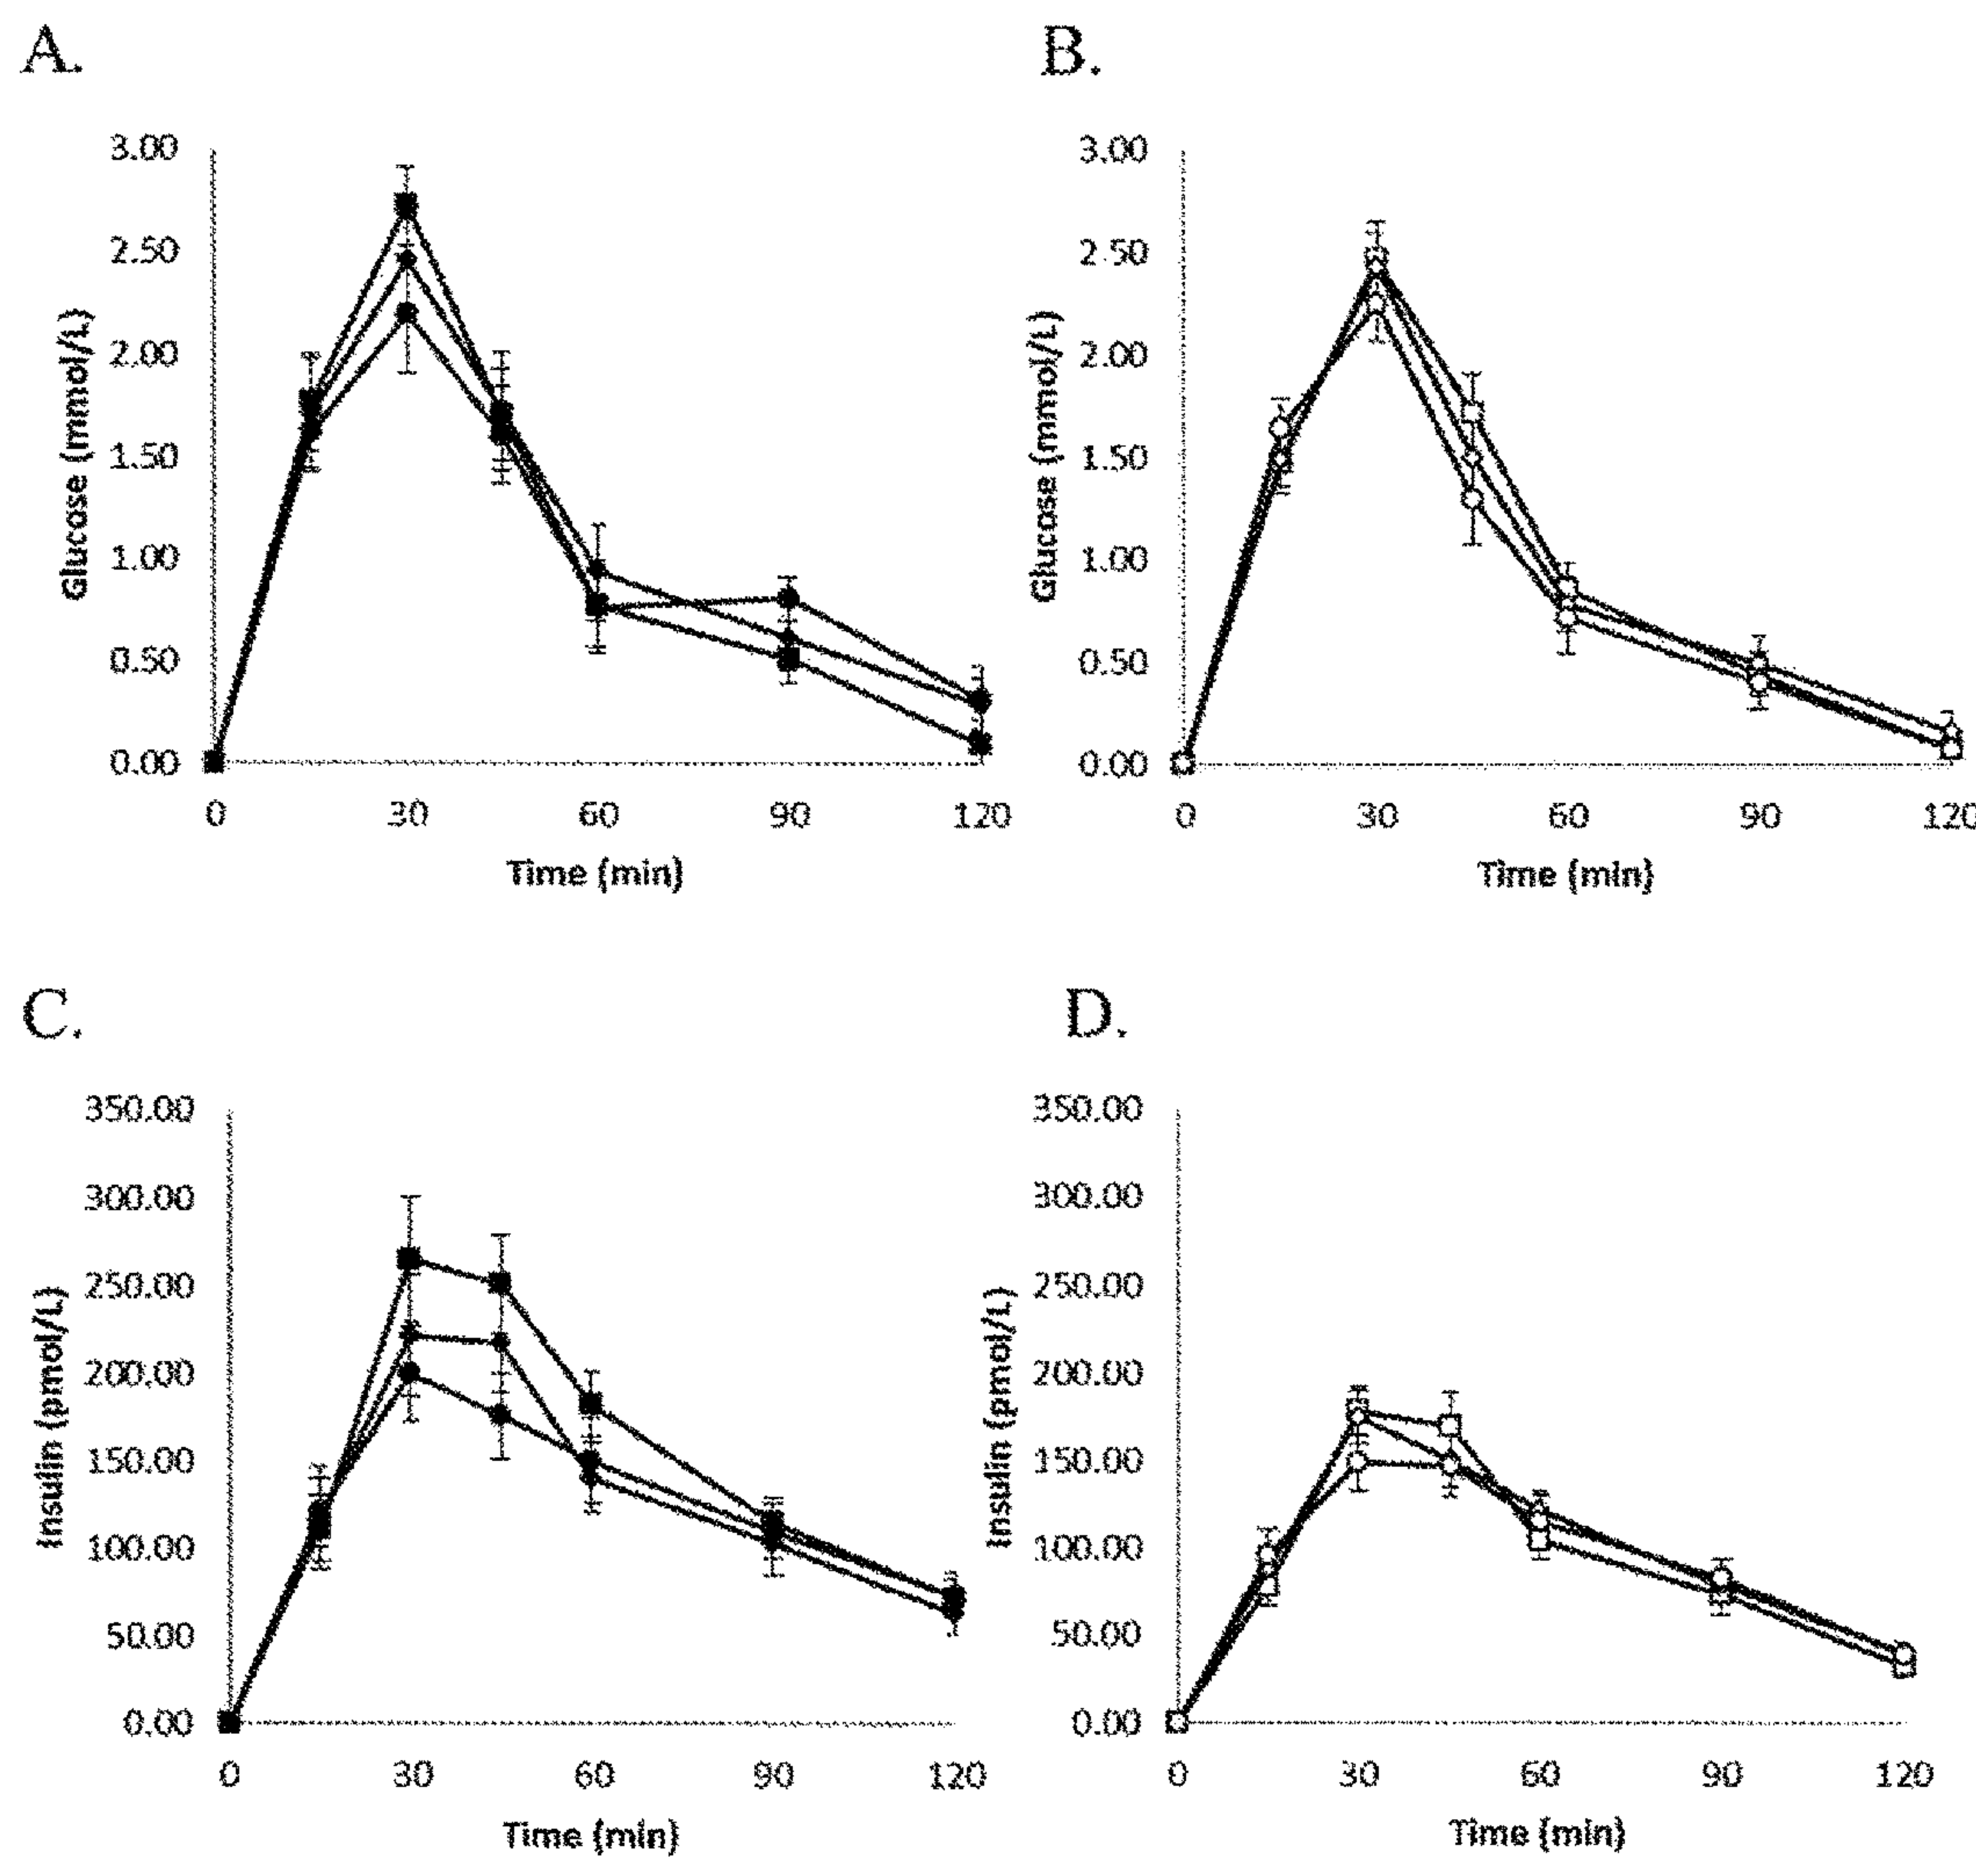 A.
3.00
2.50
2.00
1.50
1.00
0.50
0.00
Glucose (mmol/L)
0 30 60 90 120
Time (min)
B.
3.00
2.50
2.00
1.50
1.00
0.50
0.00
Glucose (mmol/L)
0 30 60 90 120
Time (min)
C.
350.00
300.00
250.00
200.00
150.00
100.00
50.00
0.00
Insulin (pmol/L)
0 30 60 90 120
Time (min)
D.
350.00
300.00
250.00
200.00
150.00
100.00
50.00
0.00
Insulin (pmol/L)
0 30 60 90 120
Time (min)